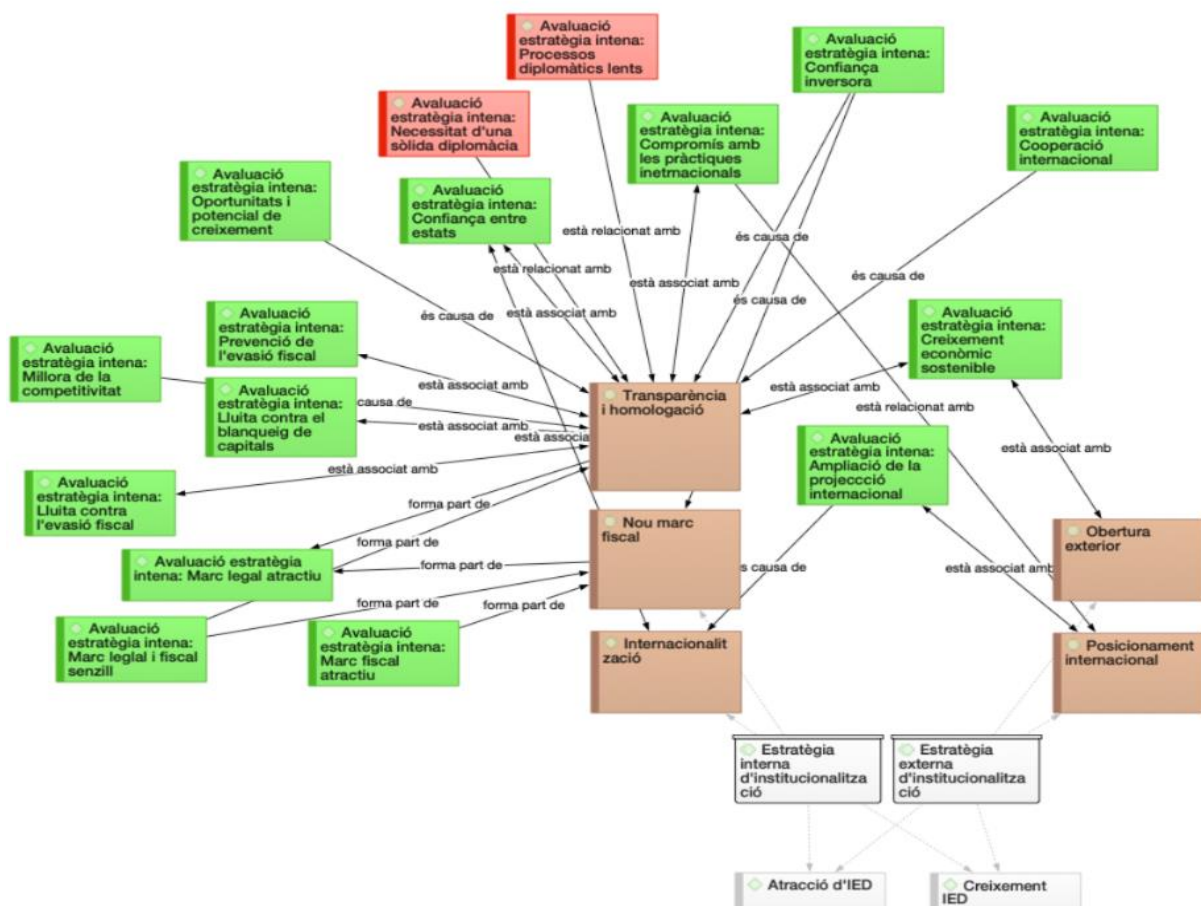 Avaluació
estratègia intena:
Processos
diplomàtics lents
Avaluació
estratègia intena:
Confiança
inversora
Avaluació
estratègia intena:
Necessitat d'una
sòlida diplomàcia
Avaluació
estratègia intena:
Compromís amb
les pràctiques
inetrnacionals
Avaluació
estratègia intena:
Cooperació
internacional
Avaluació
estratègia intena:
Oportunitats i
potencial de
creixement
Avaluació
estratègia intena:
Confiança entre
estats
està relacionat amb
és causa de
està relacionat amb
està associat amb
és causa de
està associat amb
és causa de
és causa de
Avaluació
estratègia intena:
Prevenció de
l'evasió fiscal
Avaluació
estratègia intena:
Creixement
econòmic
sostenible
Avaluació
estratègia intena:
Millora de la
competitivitat
està associat amb
Transparència
i homologació
està associat amb
Avaluació
estratègia intena:
Lluita contra el
blanqueig de
capitals
causa de
està associat amb
està associat
està relacionat amb
Avaluació
estratègia intena:
Ampliació de la
projeccció
internacional
està associat amb
està associat amb
Avaluació
estratègia intena:
Lluita contra
l'evasió fiscal
forma part de
forma part de
Nou marc
fiscal
Obertura
exterior
Avaluació estratègia
intena: Marc legal atractiu
forma part de
s causa de
està associat amb
forma part de
forma part de
Avaluació
estratègia intena:
Marc leglal i fiscal
senzill
Avaluació
estratègia intena:
Marc fiscal
atractiu
Internacionalit
zació
Posicionament
internacional
Estratègia
interna
d'institucionalitza
ció
Estratègia
externa
d'institucionalitza
ció
Atracció d'IED
Creixement
IED